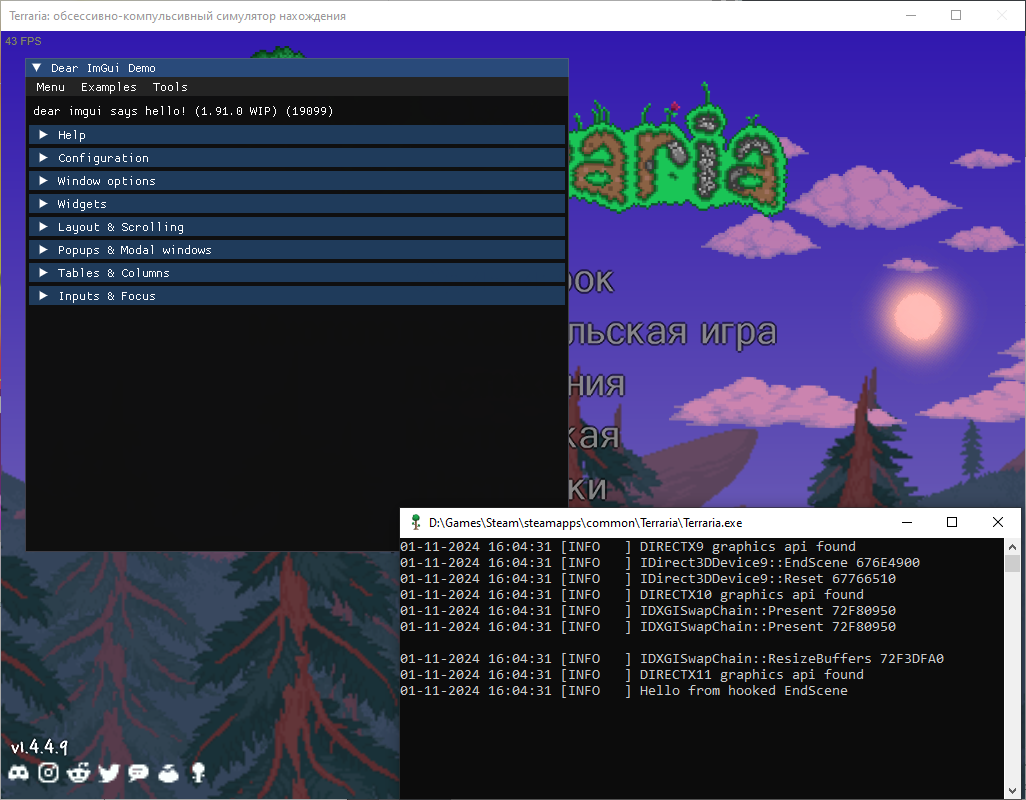 Terraria: обсессивно-компульсивный симулятор нахождения
43 FPS
Dear ImGui Demo
Menu Examples Tools
dear imgui says hello! (1.91.0 WIP) (19099)
Help
Configuration
Window options
Widgets
Layout & Scrolling
Popups & Modal windows
Tables & Columns
Inputs & Focus
aria
рок
льская игра
ния
кая
ки
D:\Games\Steam\steamapps\common\Terraria\Terraria.exe
01-11-2024 16:04:31 [INFO   ] DIRECTX9 graphics api found
01-11-2024 16:04:31 [INFO   ] IDirect3DDevice9::EndScene 676E4900
01-11-2024 16:04:31 [INFO   ] IDirect3DDevice9::Reset 67766510
01-11-2024 16:04:31 [INFO   ] DIRECTX10 graphics api found
01-11-2024 16:04:31 [INFO   ] IDXGISwapChain::Present 72F80950
01-11-2024 16:04:31 [INFO   ] IDXGISwapChain::Present 72F80950
01-11-2024 16:04:31 [INFO   ] IDXGISwapChain::ResizeBuffers 72F3DFA0
01-11-2024 16:04:31 [INFO   ] DIRECTX11 graphics api found
01-11-2024 16:04:31 [INFO   ] Hello from hooked EndScene
v1.4.4.9